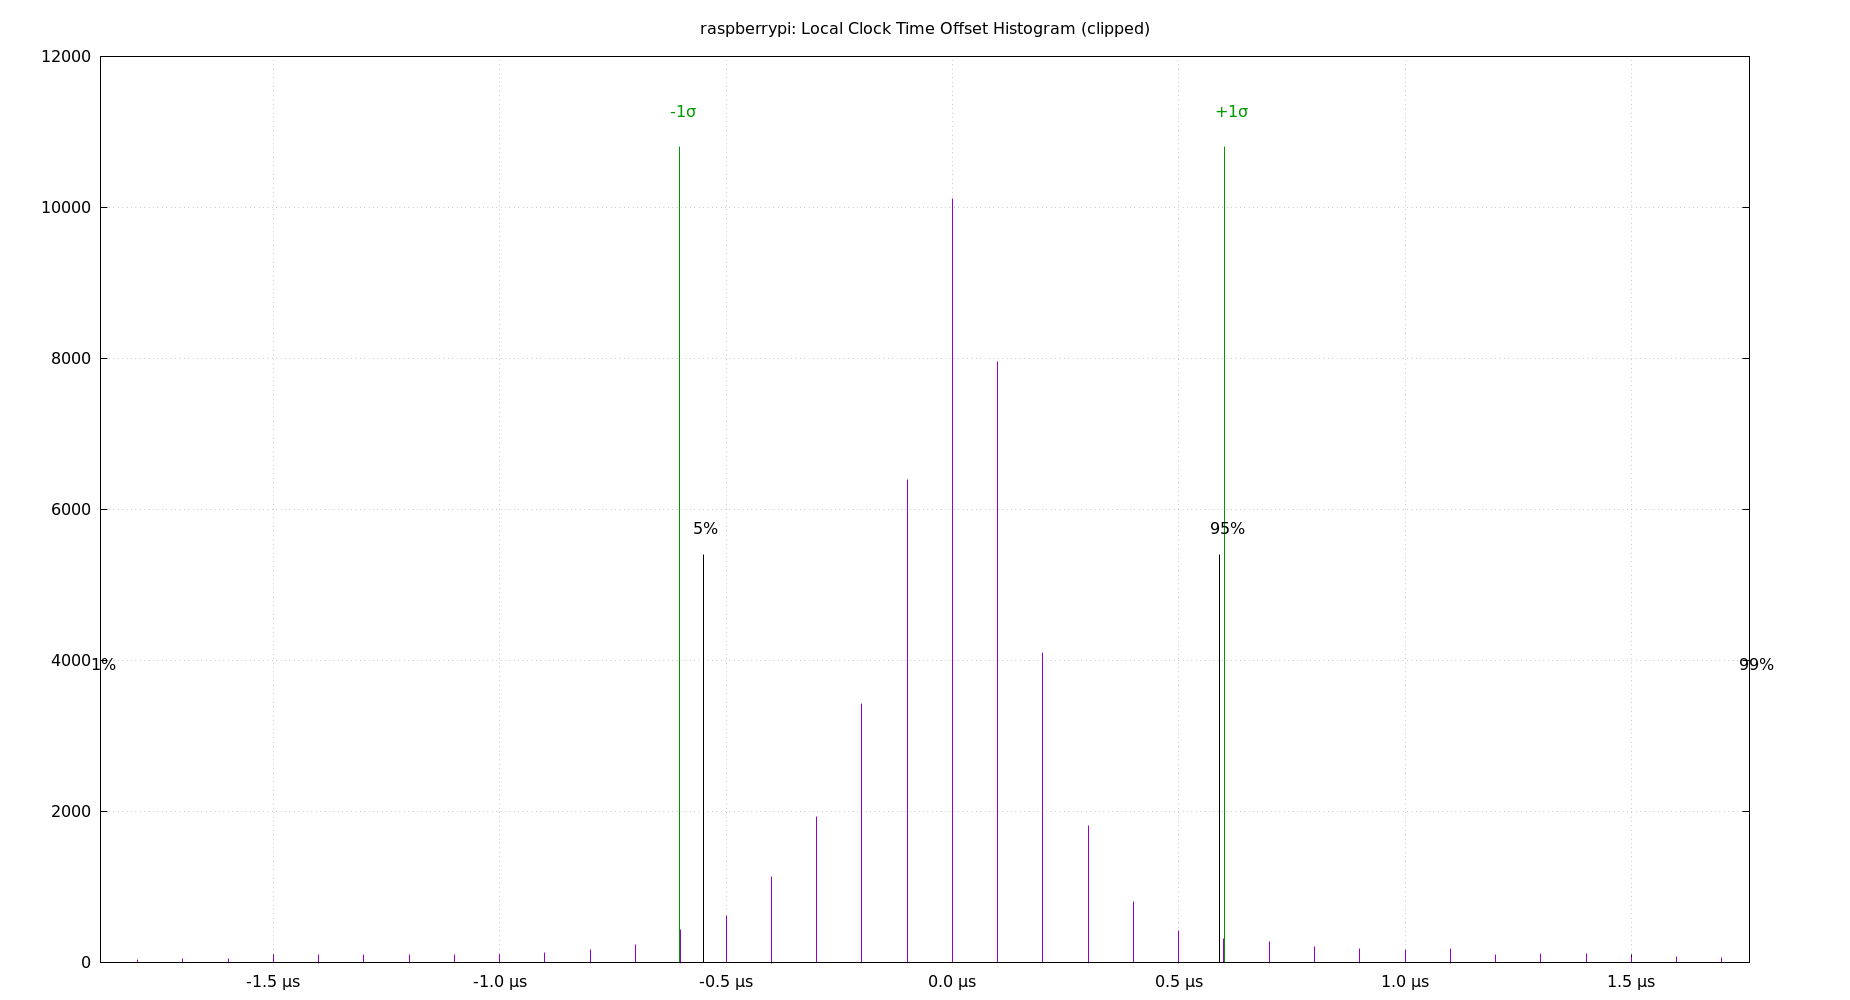 raspberrypi: Local Clock Time Offset Histogram (clipped)
12000
-1σ
+1σ
10000
8000
6000
5%
95%
4000
1%
99%
2000
0
-1.5 µs
-1.0 µs
-0.5 µs
0.0 µs
0.5 µs
1.0 µs
1.5 µs